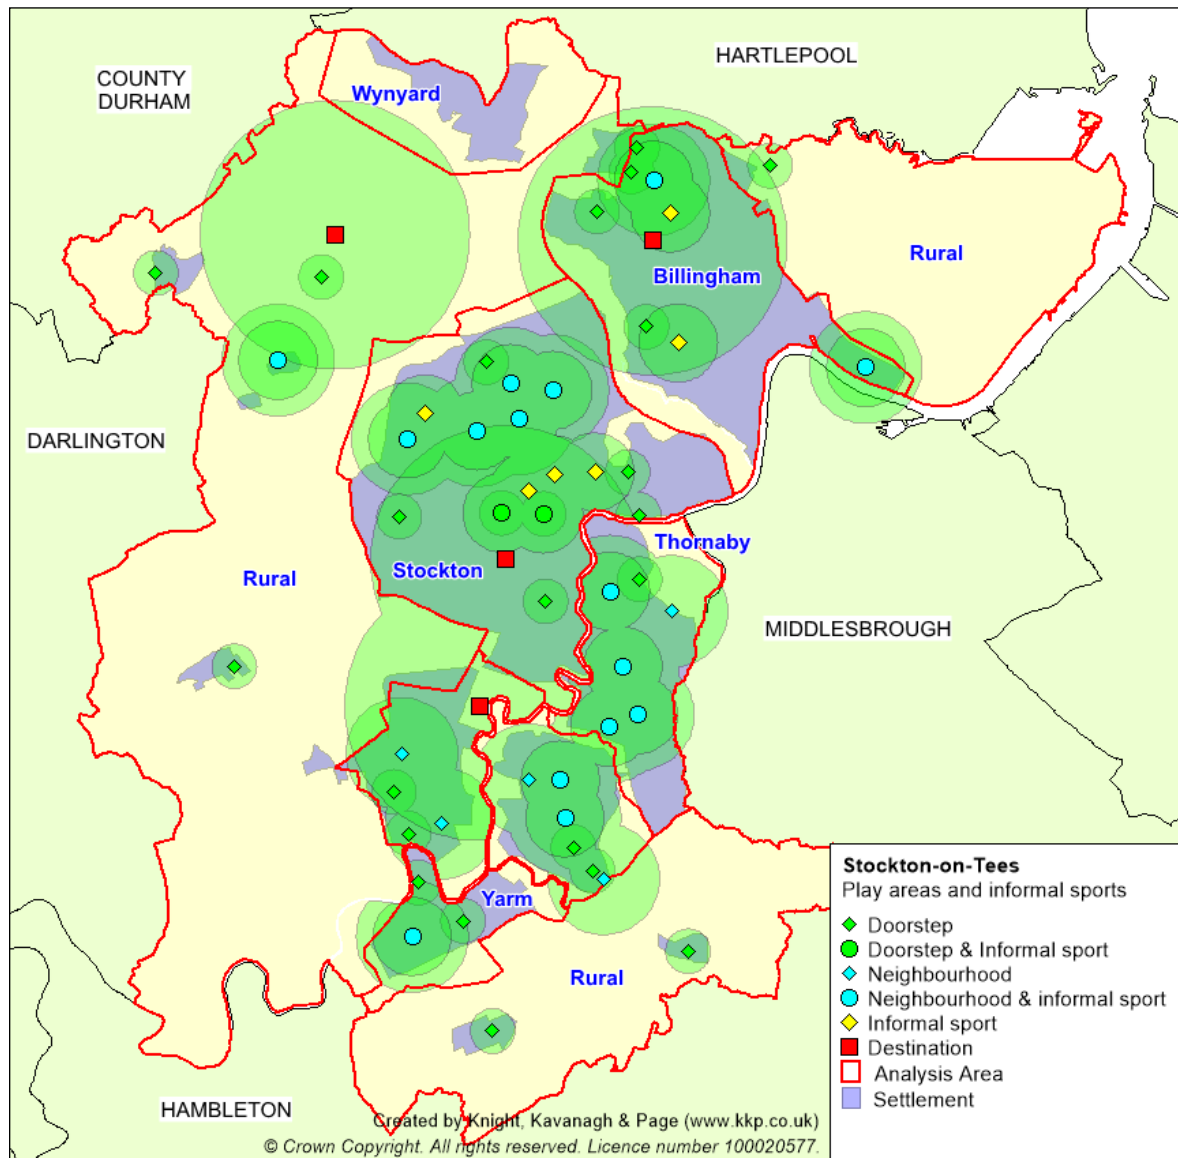 HARTLEPOOL
COUNTY
DURHAM
Wynyard
Rural
Billingham
DARLINGTON
Thornaby
Stockton
Rural
MIDDLESBROUGH
Yarm
Rural
HAMBLETON
Stockton-on-Tees
Play areas and informal sports
Doorstep
Doorstep & Informal sport
Neighbourhood
Neighbourhood & informal sport
Informal sport
Destination
Analysis Area
Settlement
Created by Knight, Kavanagh & Page (www.kkp.co.uk)
© Crown Copyright. All rights reserved. Licence number 100020577.